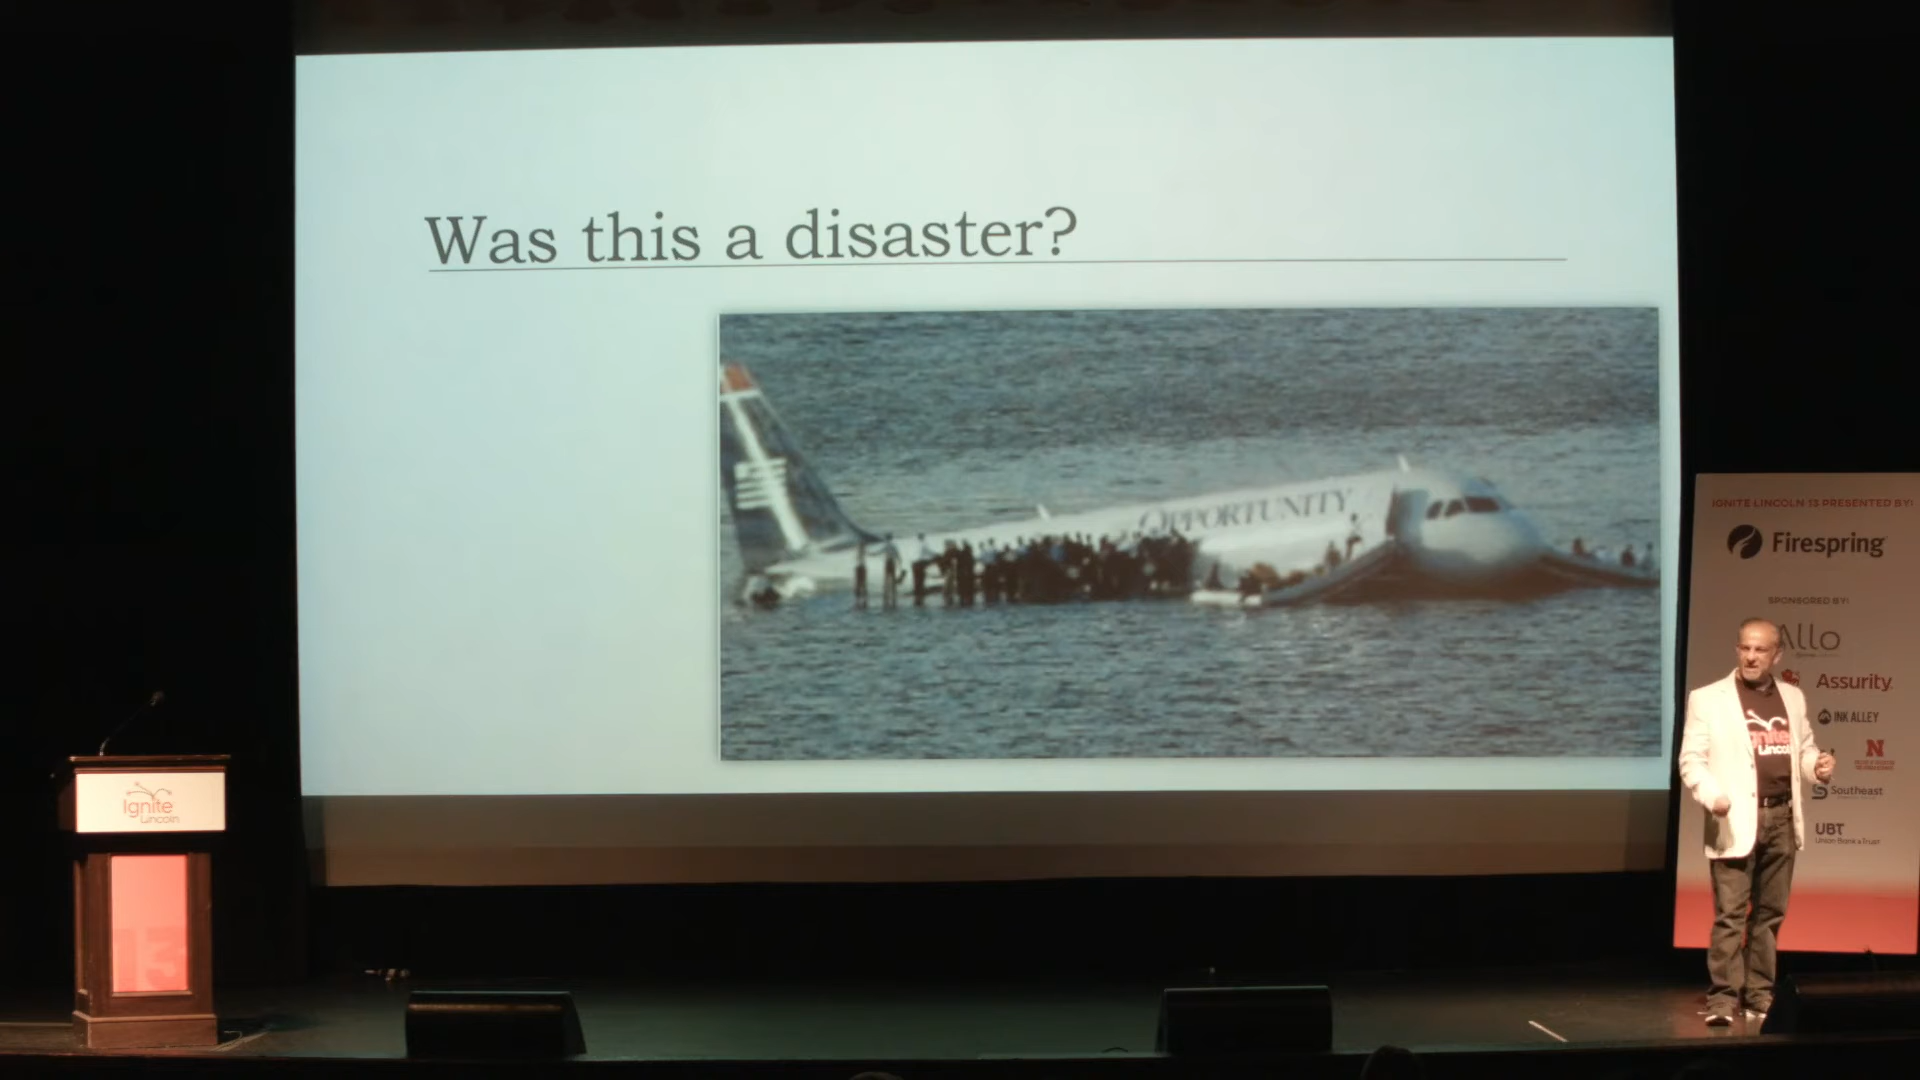 Was this a disaster?
OPPORTUNITY
IGNITE LINCOLN 13 PRESENTED BY:
Firespring
SPONSORED BY:
Allo
Assurity
INK ALLEY
N
Southeast
UBT
Union Bank & Trust
ignite
Lincoln
Ignite
Lincoln
13